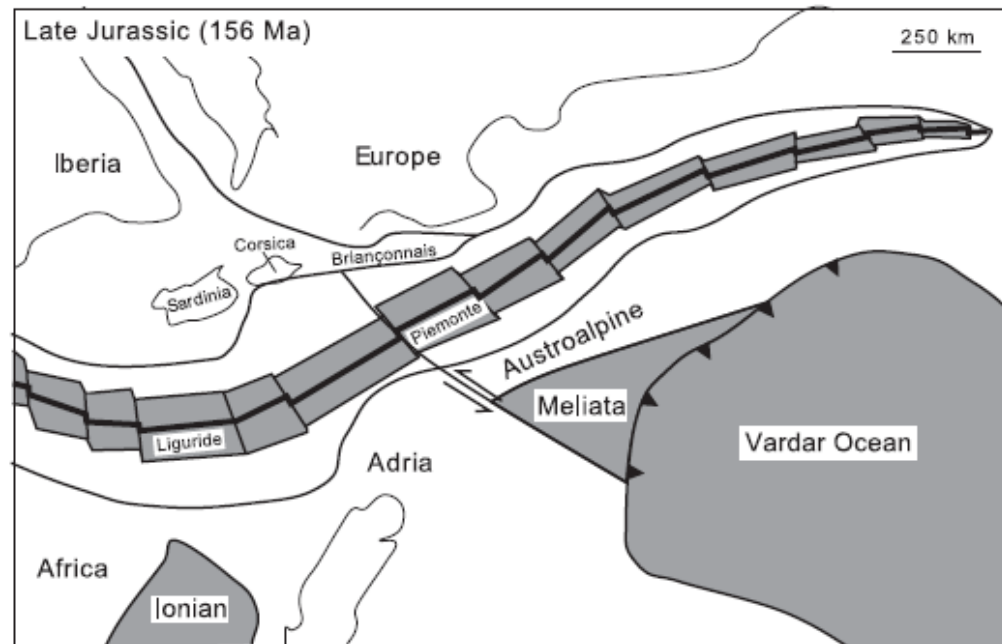 Late Jurassic (156 Ma)
250 km
Iberia
Europe
Corsica
Briançonnais
Sardinia
Piemonte
Austroalpine
Meliata
Liguride
Vardar Ocean
Adria
Africa
Ionian